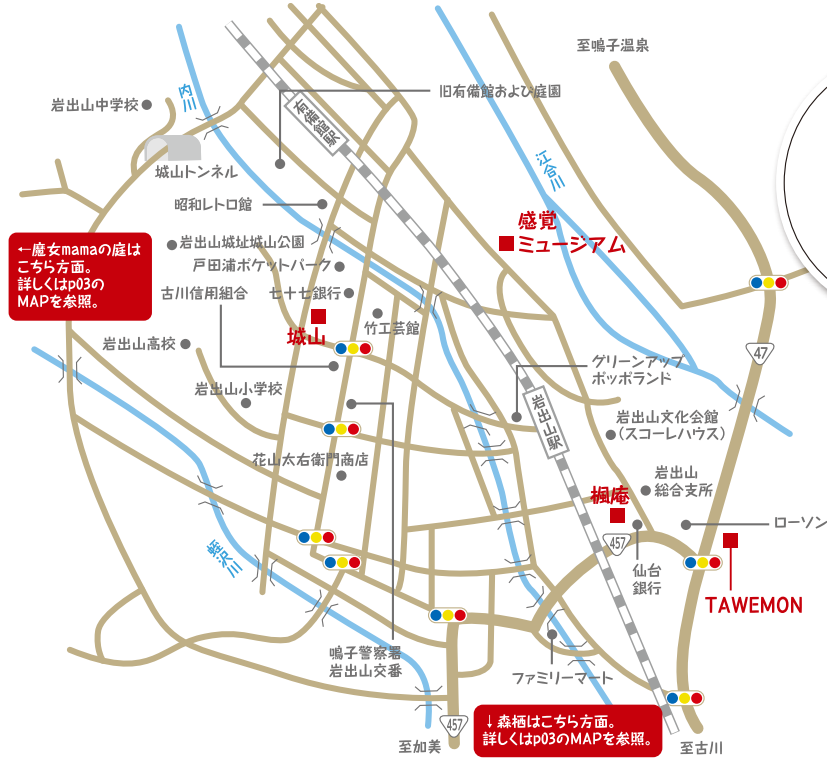 至鳴子温泉
内川
旧有備館および庭園
岩出山中学校
有備館駅
城山トンネル
江合川
昭和レトロ館
感覚
ミュージアム
←魔女mamaの庭は
こちら方面。
詳しくはp03の
MAPを参照。
岩出山城址城山公園
戸田浦ポケットパーク
古川信用組合
七十七銀行
竹工芸館
城山
岩出山高校
47
グリーンアップ
ポッポランド
岩出山小学校
岩出山駅
岩出山文化会館
(スコーレハウス)
花山太右衛門商店
岩出山
総合支所
楓庵
ローソン
457
蛭沢川
仙台
銀行
TAWEMON
鳴子警察署
岩出山交番
ファミリーマート
457
↓森栖はこちら方面。
詳しくはp03のMAPを参照。
至加美
至古川